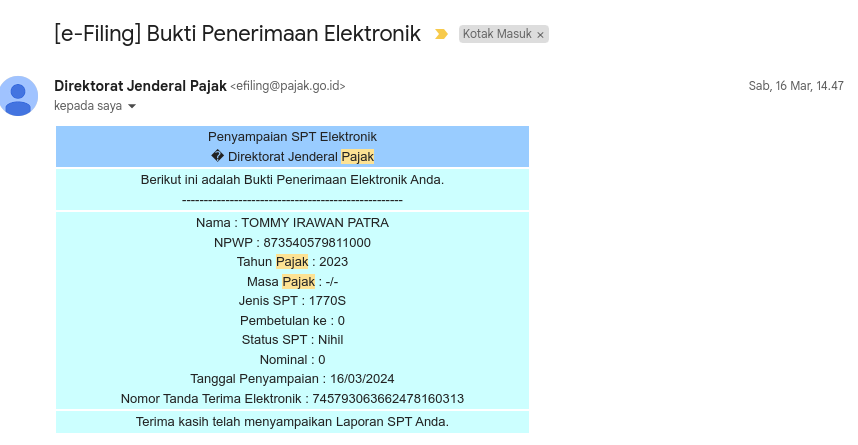 [e-Filing] Bukti Penerimaan Elektronik
Kotak Masuk ×
Direktorat Jenderal Pajak <efiling@pajak.go.id>
Sab, 16 Mar, 14.47
kepada saya
Penyampaian SPT Elektronik
� Direktorat Jenderal Pajak
Berikut ini adalah Bukti Penerimaan Elektronik Anda.
---------------------------------------------------
Nama : TOMMY IRAWAN PATRA
NPWP : 873540579811000
Tahun Pajak : 2023
Masa Pajak : -/-
Jenis SPT : 1770S
Pembetulan ke : 0
Status SPT : Nihil
Nominal : 0
Tanggal Penyampaian : 16/03/2024
Nomor Tanda Terima Elektronik : 745793063662478160313
Terima kasih telah menyampaikan Laporan SPT Anda.